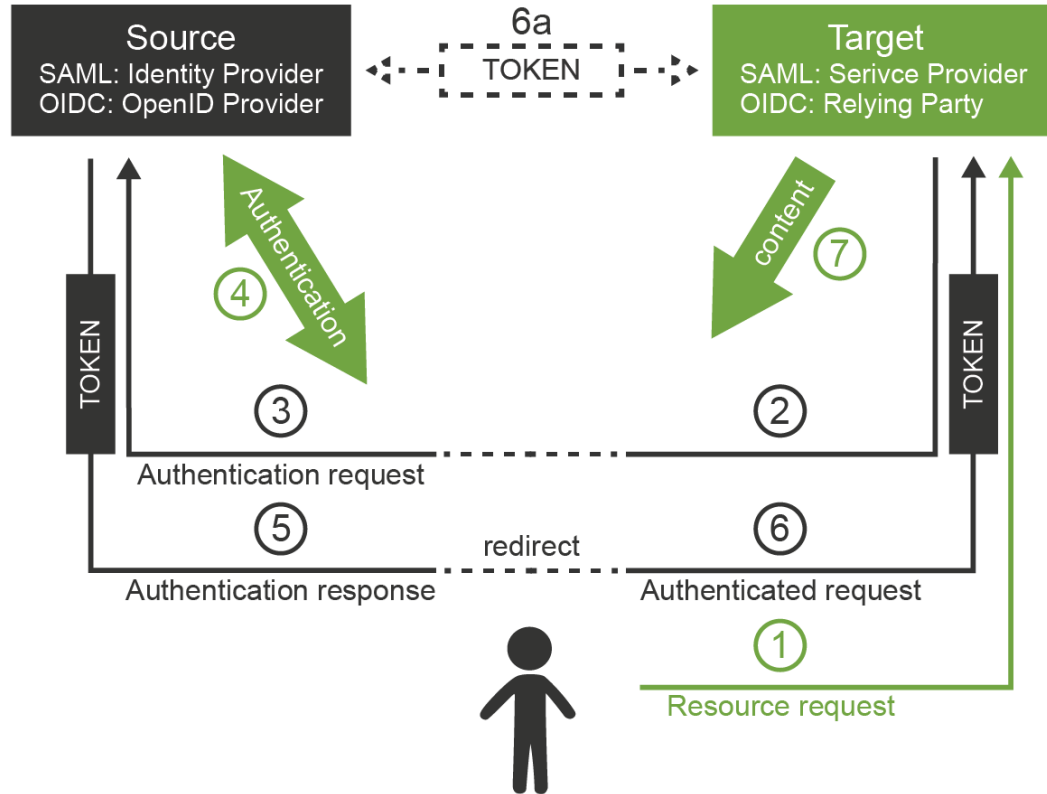 Source
SAML: Identity Provider
OIDC: OpenID Provider
6a
TOKEN
Target
SAML: Serivce Provider
OIDC: Relying Party
Authentication
4
content
7
TOKEN
TOKEN
3
2
Authentication request
5
redirect
6
Authentication response
Authenticated request
1
Resource request